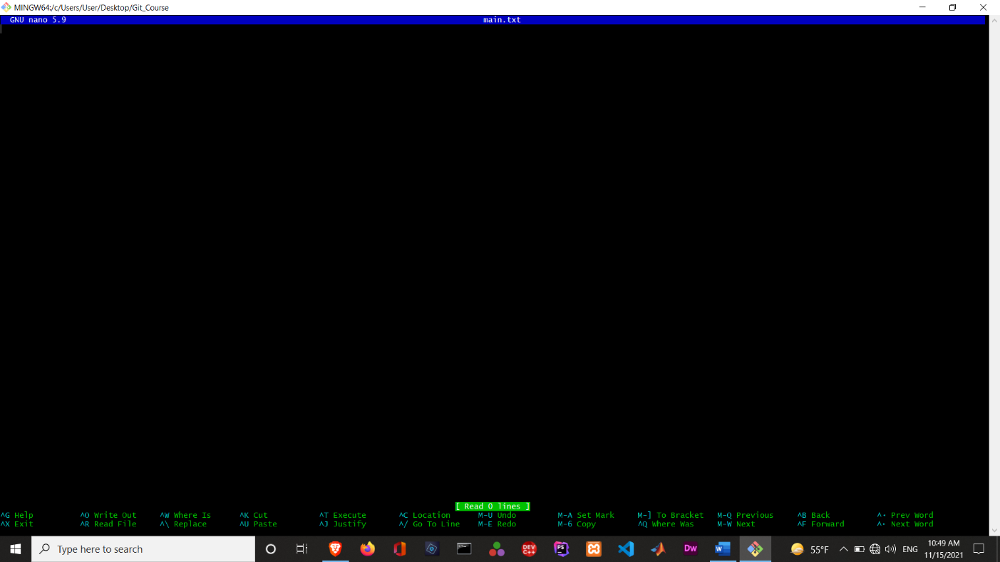 MINGW64:/c/Users/User/Desktop/Git_Course
GNU nano 5.9 main.txt
[ Read 0 lines ]
^G Help ^O Write Out ^W Where Is ^K Cut ^T Execute ^C Location M-U Undo M-A Set Mark M-] To Bracket M-Q Previous ^B Back ^◂ Prev Word
^X Exit ^R Read File ^\ Replace ^U Paste ^J Justify ^/ Go To Line M-E Redo M-6 Copy ^Q Where Was M-W Next ^F Forward ^▸ Next Word
Type here to search DEV C++ PS Dw W 55°F ENG 10:49 AM
11/15/2021